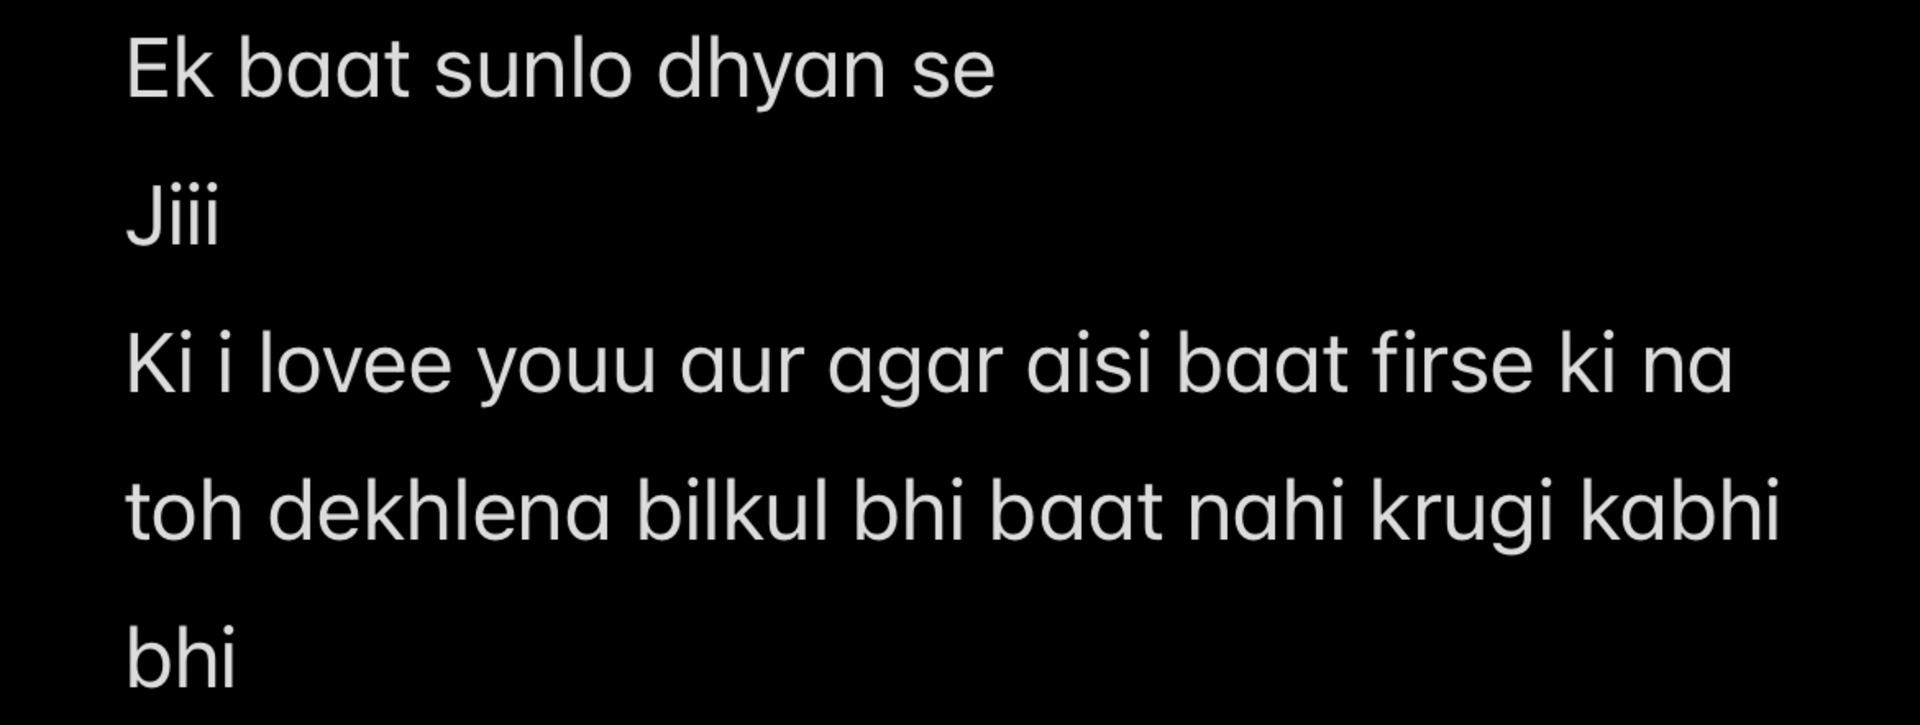 Ek baat sunlo dhyan se
Jiii
Ki i lovee youu aur agar aisi baat firse ki na
toh dekhlena bilkul bhi baat nahi krugi kabhi
bhi